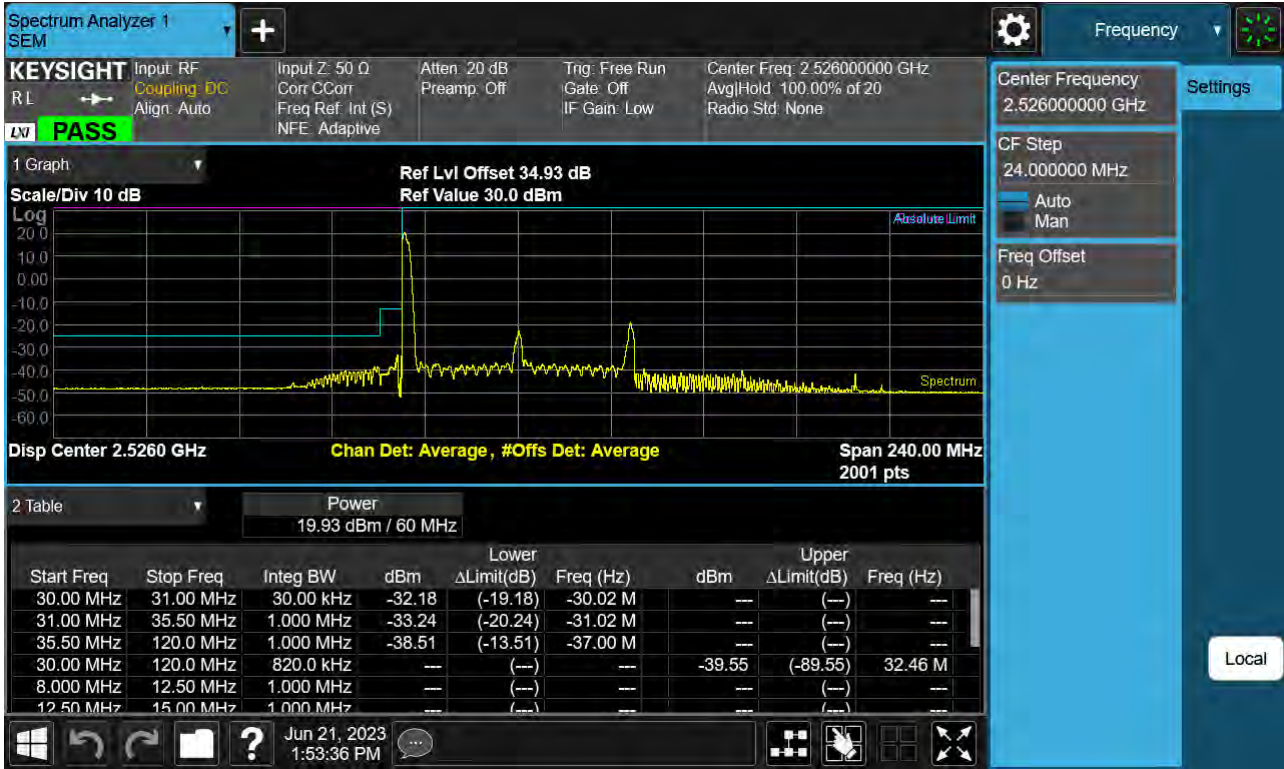 Spectrum Analyzer 1
SEM
Frequency
KEYSIGHT
RL
LXI
PASS
Input: RF
Coupling: DC
Align: Auto
Input Z: 50 Ω
Corr CCorr
Freq Ref: Int (S)
NFE: Adaptive
Atten: 20 dB
Preamp: Off
Trig: Free Run
Gate: Off
IF Gain: Low
Center Freq: 2.526000000 GHz
Avg|Hold: 100.00% of 20
Radio Std: None
Center Frequency
2.526000000 GHz
Settings
CF Step
24.000000 MHz
Auto
Man
Freq Offset
0 Hz
Local
1 Graph
Scale/Div 10 dB
Ref Lvl Offset 34.93 dB
Ref Value 30.0 dBm
Log
20.0
10.0
0.00
-10.0
-20.0
-30.0
-40.0
-50.0
-60.0
Limit
Spectrum
Disp Center 2.5260 GHz
Chan Det: Average, #Offs Det: Average
Span 240.00 MHz
2001 pts
2 Table
Power
19.93 dBm / 60 MHz
Lower Upper
Start Freq Stop Freq Integ BW dBm ΔLimit(dB) Freq (Hz) dBm ΔLimit(dB) Freq (Hz)
30.00 MHz 31.00 MHz 30.00 kHz -32.18 (-19.18) -30.02 M --- (---) ---
31.00 MHz 35.50 MHz 1.000 MHz -33.24 (-20.24) -31.02 M --- (---) ---
35.50 MHz 120.0 MHz 1.000 MHz -38.51 (-13.51) -37.00 M --- (---) ---
30.00 MHz 120.0 MHz 820.0 kHz --- (---) --- -39.55 (-89.55) 32.46 M
8.000 MHz 12.50 MHz 1.000 MHz --- (---) --- --- (---) ---
12.50 MHz 15.00 MHz 1.000 MHz --- (---) --- --- (---) ---
Jun 21, 2023
1:53:36 PM